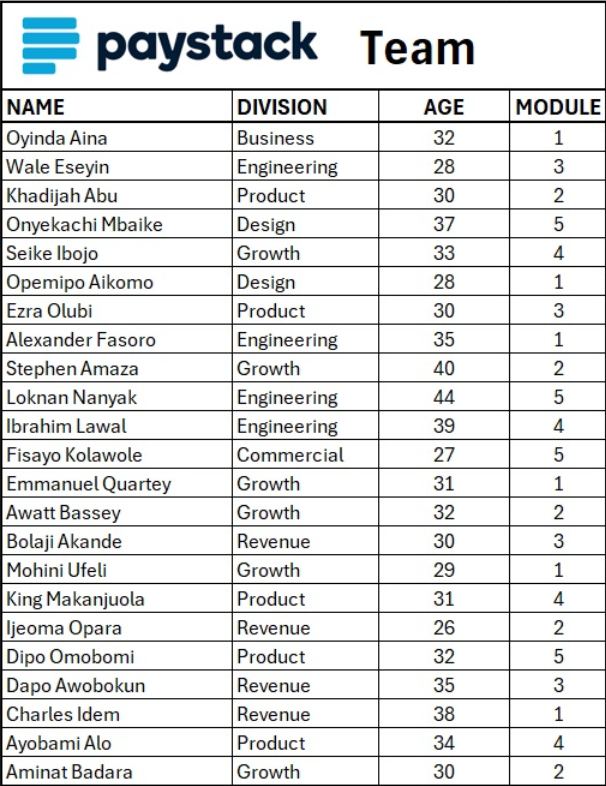 paystack Team
NAME DIVISION AGE MODULE
Oyinda Aina Business 32 1
Wale Eseyin Engineering 28 3
Khadijah Abu Product 30 2
Onyekachi Mbaike Design 37 5
Seike Ibojo Growth 33 4
Opemipo Aikomo Design 28 1
Ezra Olubi Product 30 3
Alexander Fasoro Engineering 35 1
Stephen Amaza Growth 40 2
Loknan Nanyak Engineering 44 5
Ibrahim Lawal Engineering 39 4
Fisayo Kolawole Commercial 27 5
Emmanuel Quartey Growth 31 1
Awatt Bassey Growth 32 2
Bolaji Akande Revenue 30 3
Mohini Ufeli Growth 29 1
King Makanjuola Product 31 4
Ijeoma Opara Revenue 26 2
Dipo Omobomi Product 32 5
Dapo Awobokun Revenue 35 3
Charles Idem Revenue 38 1
Ayobami Alo Product 34 4
Aminat Badara Growth 30 2